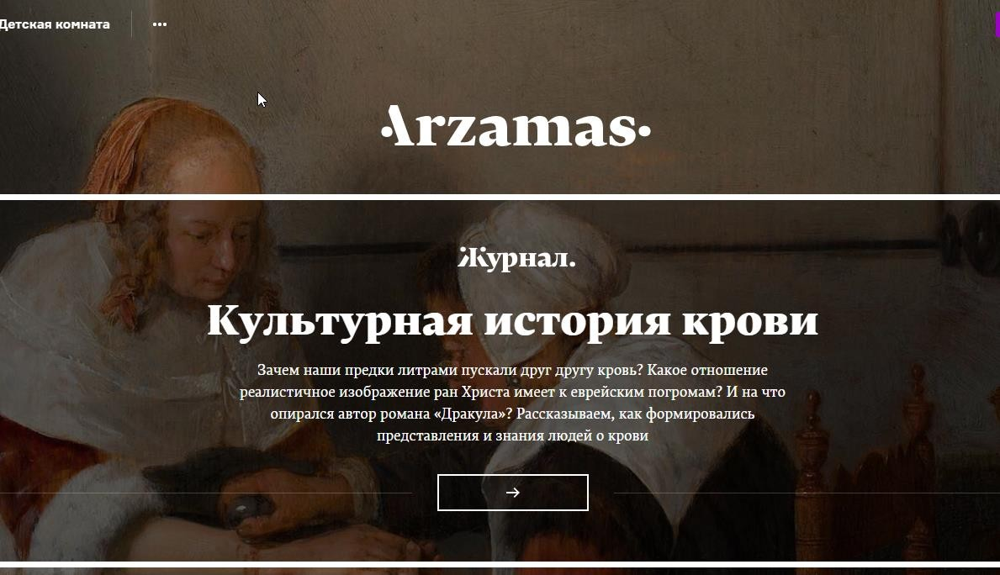 Детская комната
Arzamas
Журнал.
Культурная история крови
Зачем наши предки литрами пускали друг другу кровь? Какое отношение
реалистичное изображение ран Христа имеет к еврейским погромам? И на что
опирался автор романа «Дракула»? Рассказываем, как формировались
представления и знания людей о крови